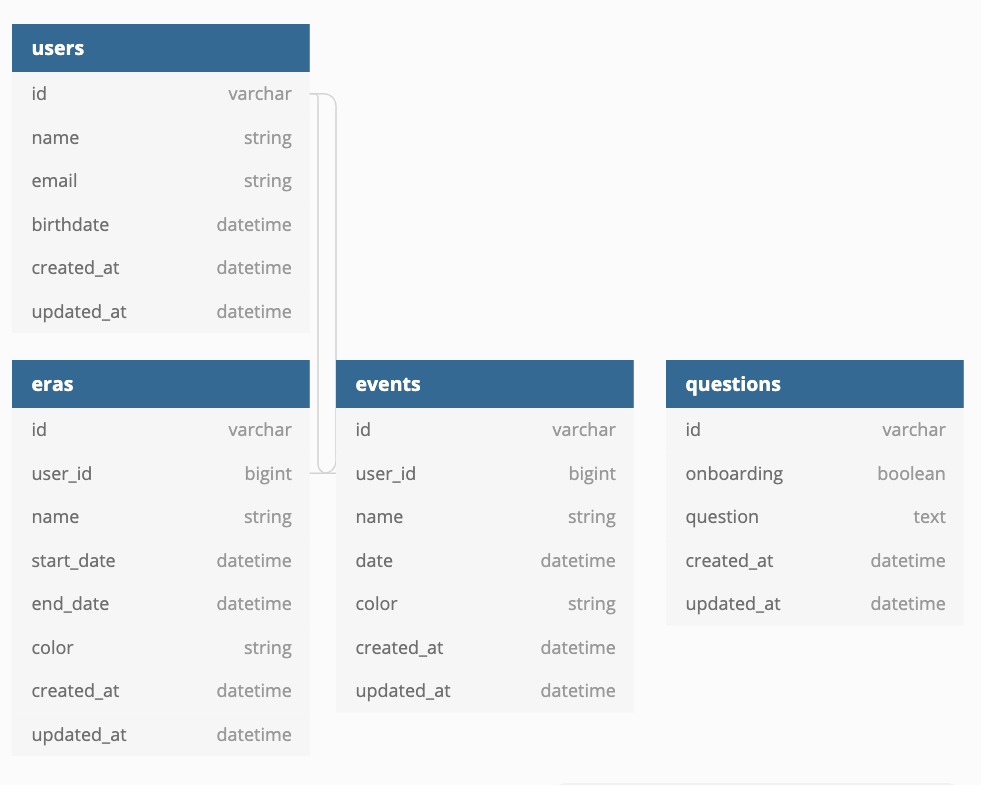 users
id varchar
name string
email string
birthdate datetime
created_at datetime
updated_at datetime
eras
id varchar
user_id bigint
name string
start_date datetime
end_date datetime
color string
created_at datetime
updated_at datetime
events
id varchar
user_id bigint
name string
date datetime
color string
created_at datetime
updated_at datetime
questions
id varchar
onboarding boolean
question text
created_at datetime
updated_at datetime